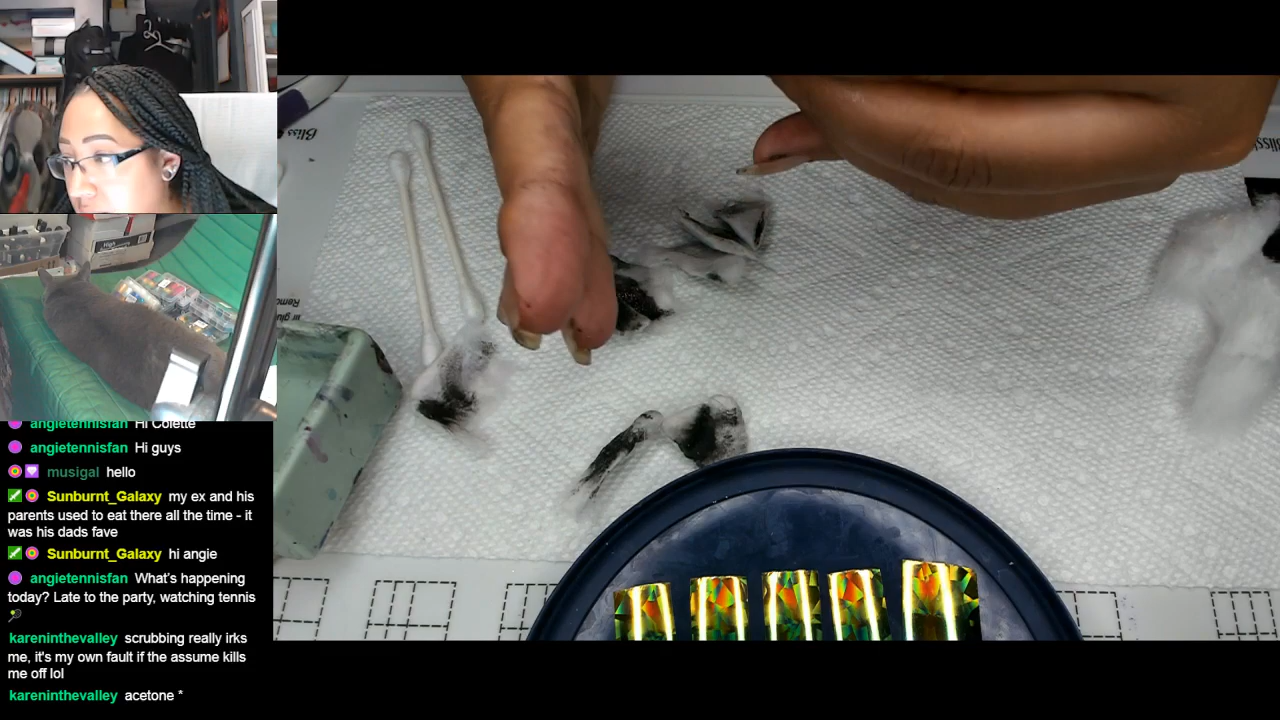 angietennisfan Hi Colette
angietennisfan Hi guys
musigal hello
Sunburnt_Galaxy my ex and his
parents used to eat there all the time - it
was his dads fave
Sunburnt_Galaxy hi angie
angietennisfan What's happening
today? Late to the party, watching tennis
kareninthevalley scrubbing really irks
me, it's my own fault if the assume kills
me off lol
kareninthevalley acetone *
Bliss